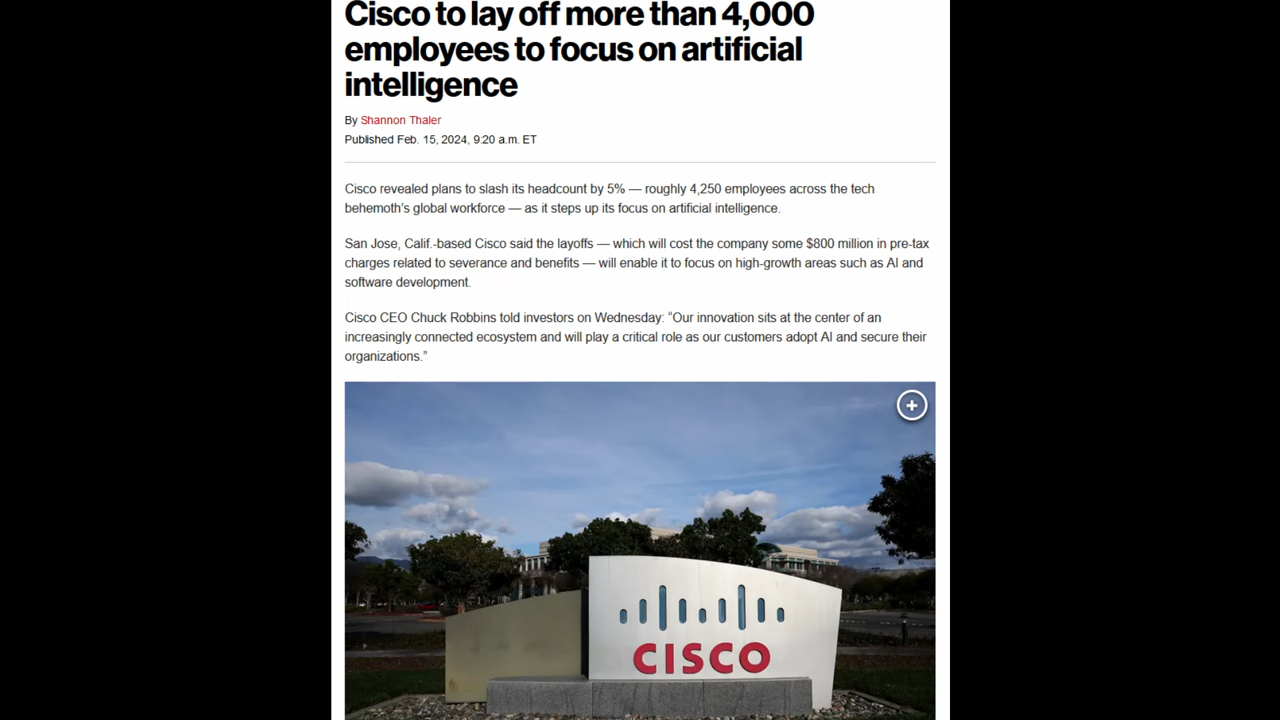 Cisco to lay off more than 4,000
employees to focus on artificial
intelligence
By Shannon Thaler
Published Feb. 15, 2024, 9:20 a.m. ET
Cisco revealed plans to slash its headcount by 5% — roughly 4,250 employees across the tech
behemoth’s global workforce — as it steps up its focus on artificial intelligence.
San Jose, Calif.-based Cisco said the layoffs — which will cost the company some $800 million in pre-tax
charges related to severance and benefits — will enable it to focus on high-growth areas such as AI and
software development.
Cisco CEO Chuck Robbins told investors on Wednesday: “Our innovation sits at the center of an
increasingly connected ecosystem and will play a critical role as our customers adopt AI and secure their
organizations.”
CISCO